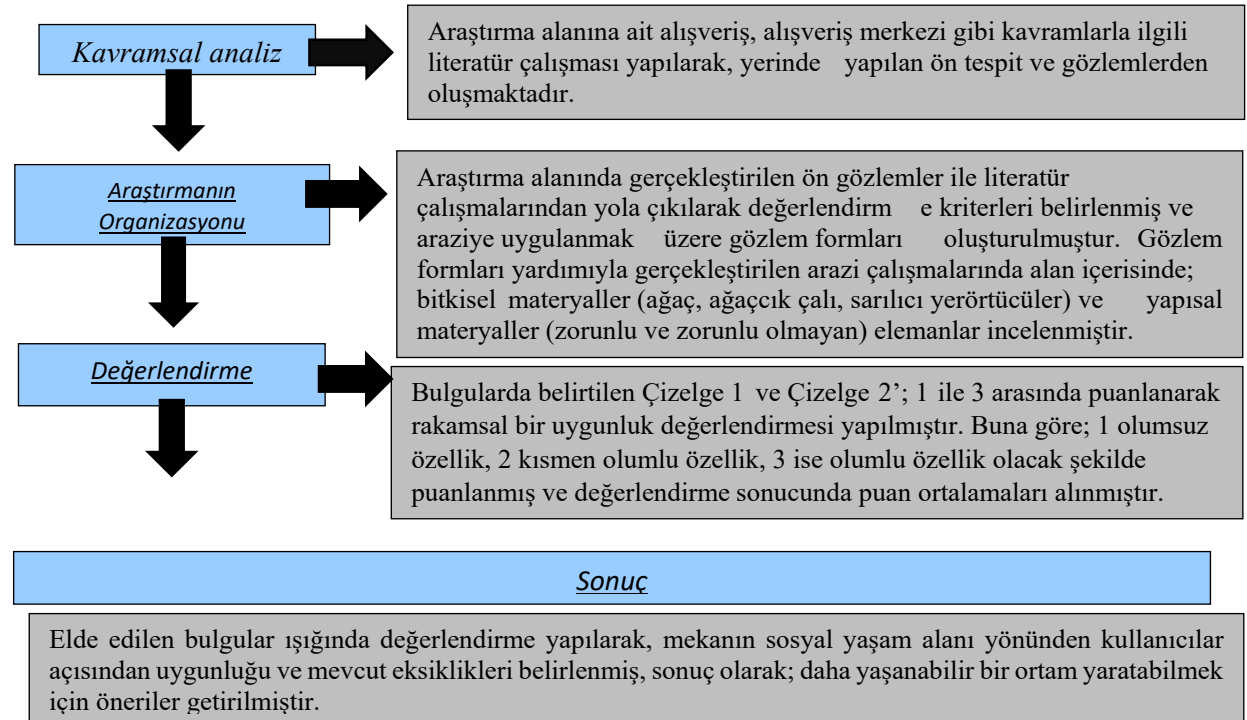 Kavramsal analiz
Araştırma alanına ait alışveriş, alışveriş merkezi gibi kavramlarla ilgili
literatür çalışması yapılarak, yerinde yapılan ön tespit ve gözlemlerden
oluşmaktadır.
Araştırmanın
Organizasyonu
Araştırma alanında gerçekleştirilen ön gözlemler ile literatür
çalışmalarından yola çıkılarak değerlendirm e kriterleri belirlenmiş ve
araziye uygulanmak üzere gözlem formları oluşturulmuştur. Gözlem
formları yardımıyla gerçekleştirilen arazi çalışmalarında alan içerisinde;
bitkisel materyaller (ağaç, ağaçcık çalı, sarılıcı yerörtücüler) ve yapısal
materyaller (zorunlu ve zorunlu olmayan) elemanlar incelenmiştir.
Değerlendirme
Bulgularda belirtilen Çizelge 1 ve Çizelge 2’; 1 ile 3 arasında puanlanarak
rakamsal bir uygunluk değerlendirmesi yapılmıştır. Buna göre; 1 olumsuz
özellik, 2 kısmen olumlu özellik, 3 ise olumlu özellik olacak şekilde
puanlanmış ve değerlendirme sonucunda puan ortalamaları alınmıştır.
Sonuç
Elde edilen bulgular ışığında değerlendirme yapılarak, mekanın sosyal yaşam alanı yönünden kullanıcılar
açısından uygunluğu ve mevcut eksiklikleri belirlenmiş, sonuç olarak; daha yaşanabilir bir ortam yaratabilmek
için öneriler getirilmiştir.